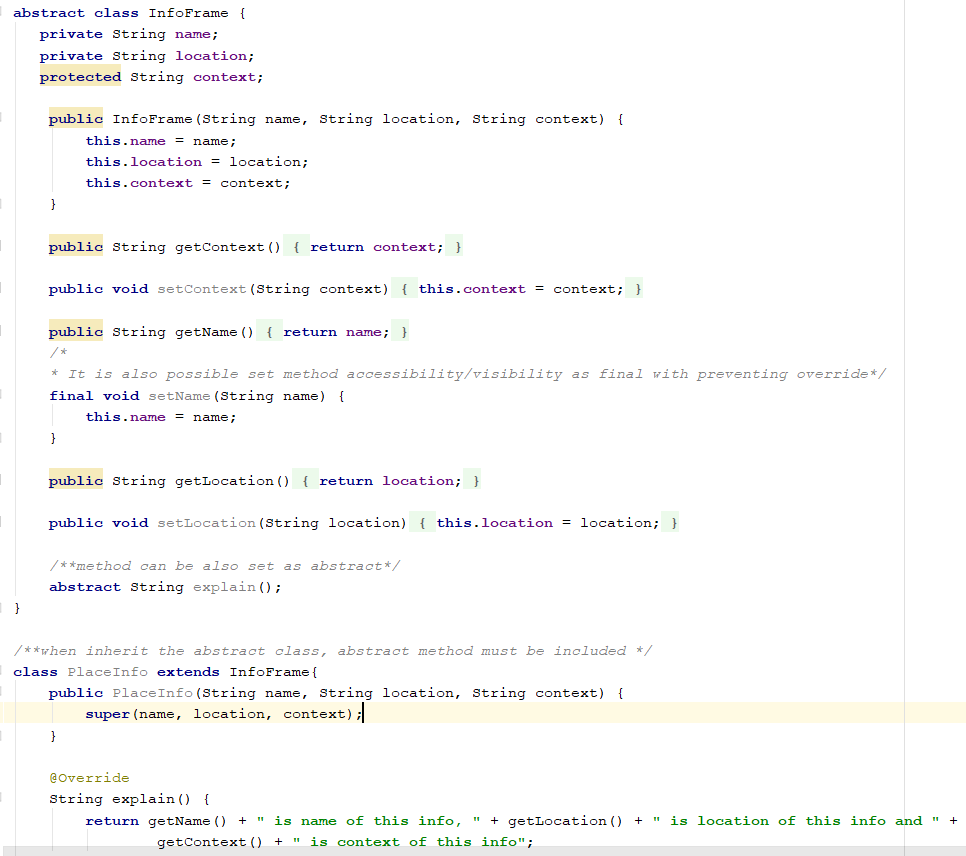 abstract class InfoFrame {
private String name;
private String location;
protected String context;
public InfoFrame(String name, String location, String context) {
this.name = name;
this.location = location;
this.context = context;
}
public String getContext() { return context; }
public void setContext(String context) { this.context = context; }
public String getName() { return name; }
/*
* It is also possible set method accessibility/visibility as final with preventing override*/
final void setName(String name) {
this.name = name;
}
public String getLocation() { return location; }
public void setLocation(String location) { this.location = location; }
/**method can be also set as abstract*/
abstract String explain();
}
/**when inherit the abstract class, abstract method must be included */
class PlaceInfo extends InfoFrame{
public PlaceInfo(String name, String location, String context) {
super(name, location, context);
}
@Override
String explain() {
return getName() + " is name of this info, " + getLocation() + " is location of this info and " +
getContext() + " is context of this info";